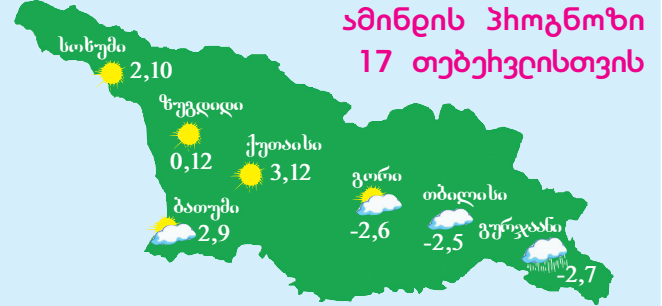 ამინდის პროგნოზი
17 თებერვლისთვის
სოხუმი
2,10
ზუგდიდი
0,12
ქუთაისი
3,12
გორი
-2,6
თბილისი
-2,5
ბათუმი
2,9
გურჯაანი
-2,7